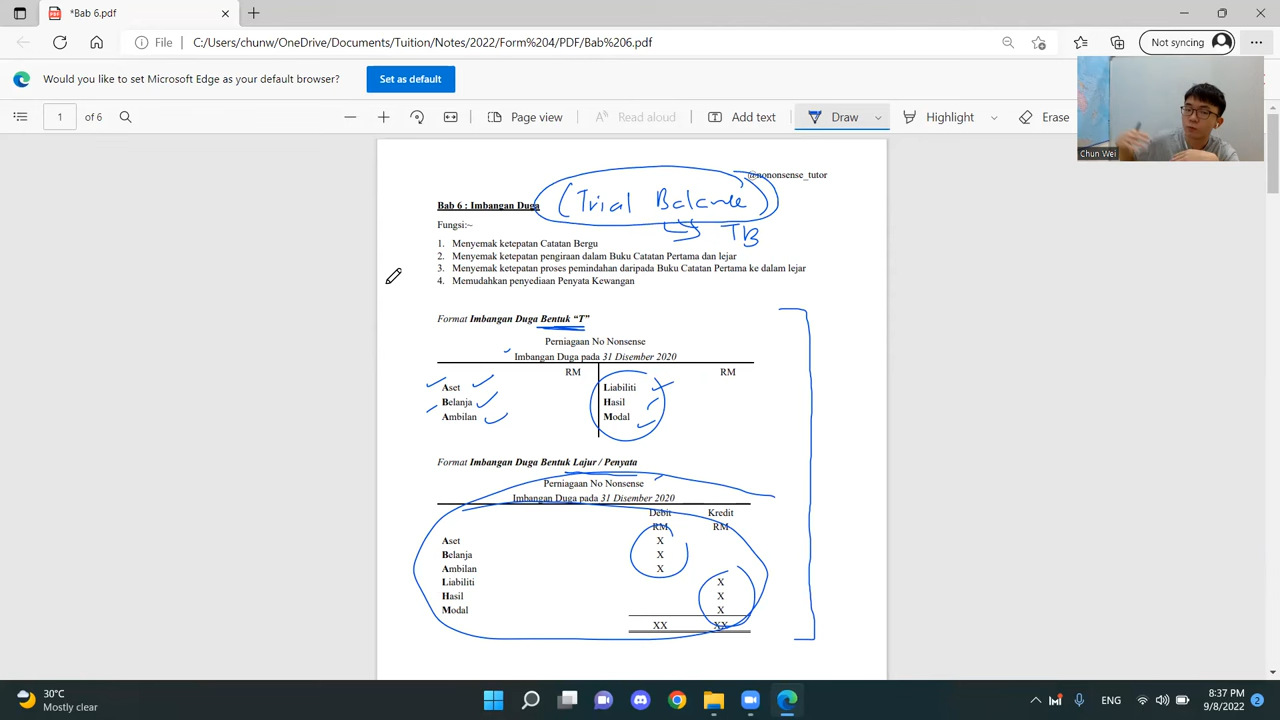 *Bab 6.pdf
File C:/Users/chunw/OneDrive/Documents/Tuition/Notes/2022/Form%204/PDF/Bab%206.pdf Not syncing
Would you like to set Microsoft Edge as your default browser? Set as default
1 of 6 Page view Read aloud Add text Draw Highlight Erase
Chun Wei
@nononsense_tutor
Bab 6 : Imbangan Duga (Trial Balance)
TB
Fungsi:~
1. Menyemak ketepatan Catatan Bergu
2. Menyemak ketepatan pengiraan dalam Buku Catatan Pertama dan lejar
3. Menyemak ketepatan proses pemindahan daripada Buku Catatan Pertama ke dalam lejar
4. Memudahkan penyediaan Penyata Kewangan
Format Imbangan Duga Bentuk “T”
Perniagaan No Nonsense
Imbangan Duga pada 31 Disember 2020
RM RM
Aset Liabiliti
Belanja Hasil
Ambilan Modal
Format Imbangan Duga Bentuk Lajur / Penyata
Perniagaan No Nonsense
Imbangan Duga pada 31 Disember 2020
Debit Kredit
RM RM
Aset X
Belanja X
Ambilan X
Liabiliti X
Hasil X
Modal X
XX XX
30°C
Mostly clear
ENG
8:37 PM
9/8/2022 2